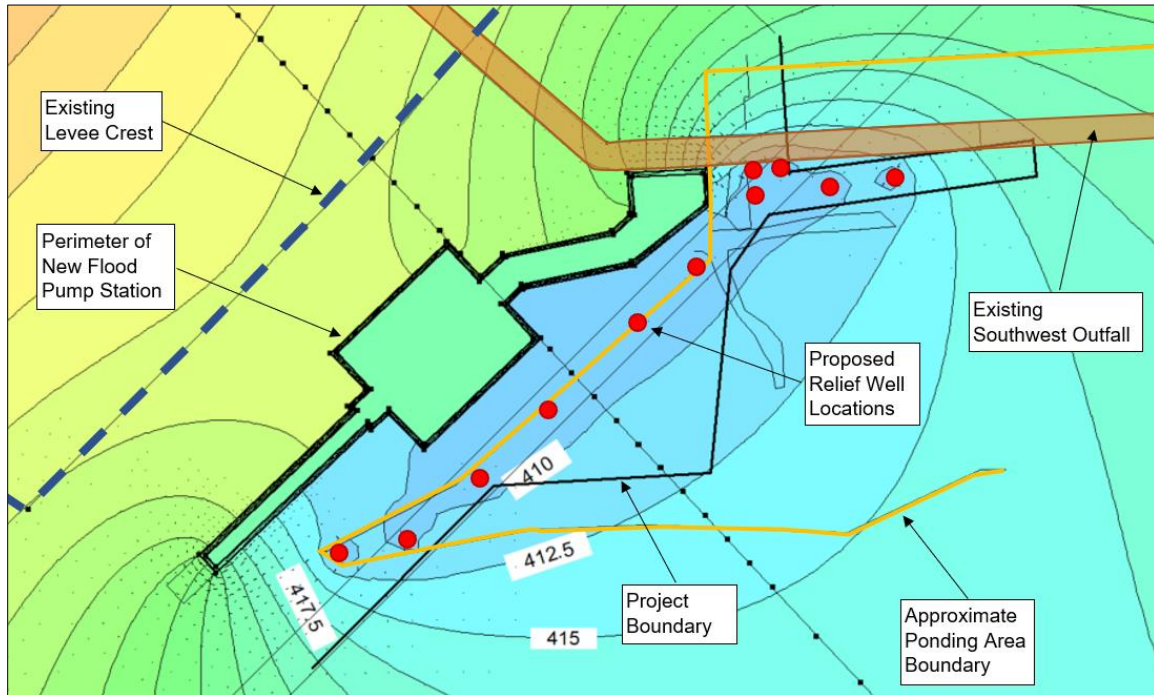 Existing
Levee Crest
Perimeter of
New Flood
Pump Station
Existing
Southwest Outfall
Proposed
Relief Well
Locations
410
412.5
417.5
415
Project
Boundary
Approximate
Ponding Area
Boundary